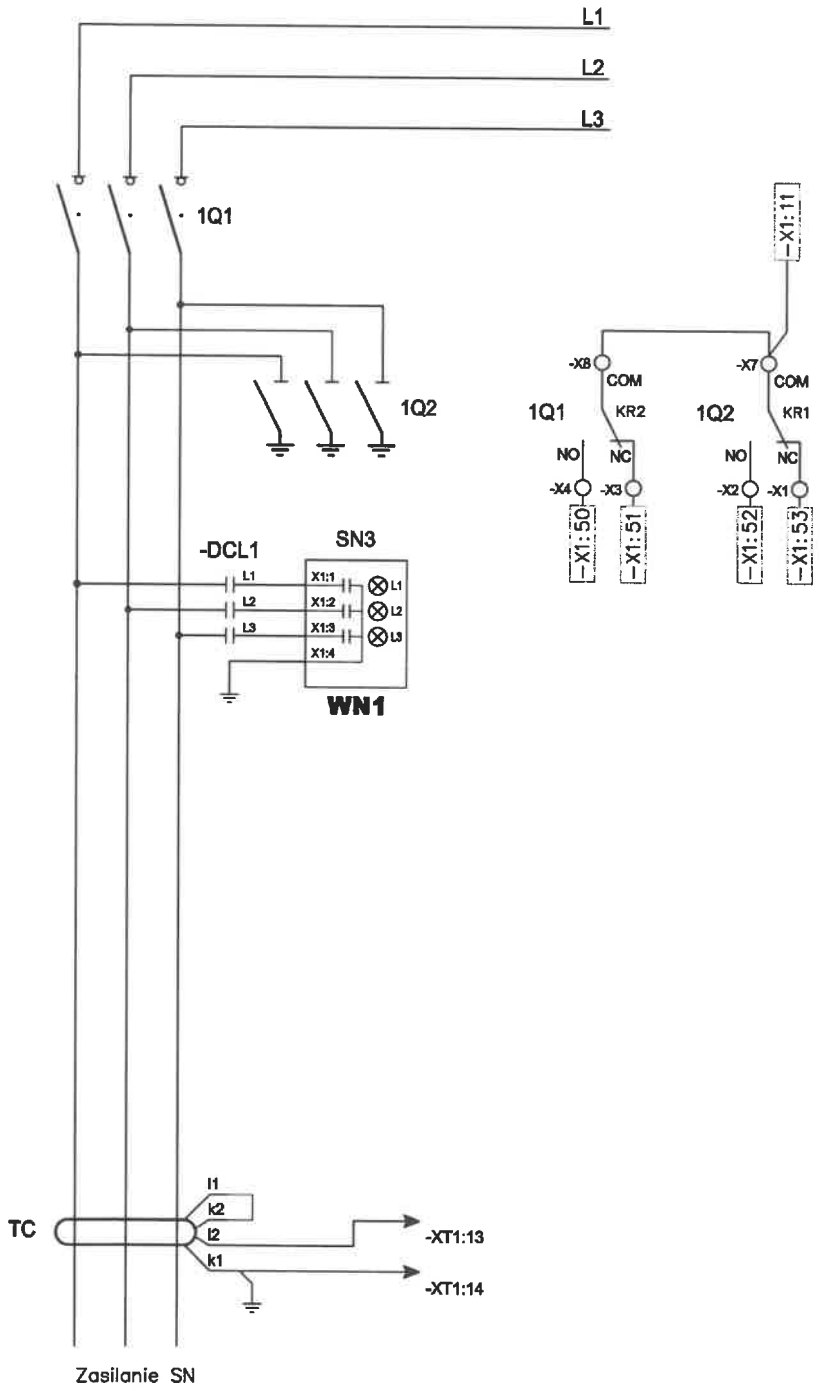 L1
L2
L3
1Q1
-X1:11
1Q2
-X8
COM
-X7
COM
1Q1
KR2
1Q2
KR1
NO
NC
NO
NC
-X4
-X3
-X2
-X1
-X1:50
-X1:51
-X1:52
-X1:53
-DCL1
SN3
L1
X1:1
L1
L2
X1:2
L2
L3
X1:3
L3
X1:4
WN1
l1
k2
TC
l2
-XT1:13
k1
-XT1:14
Zasilanie SN